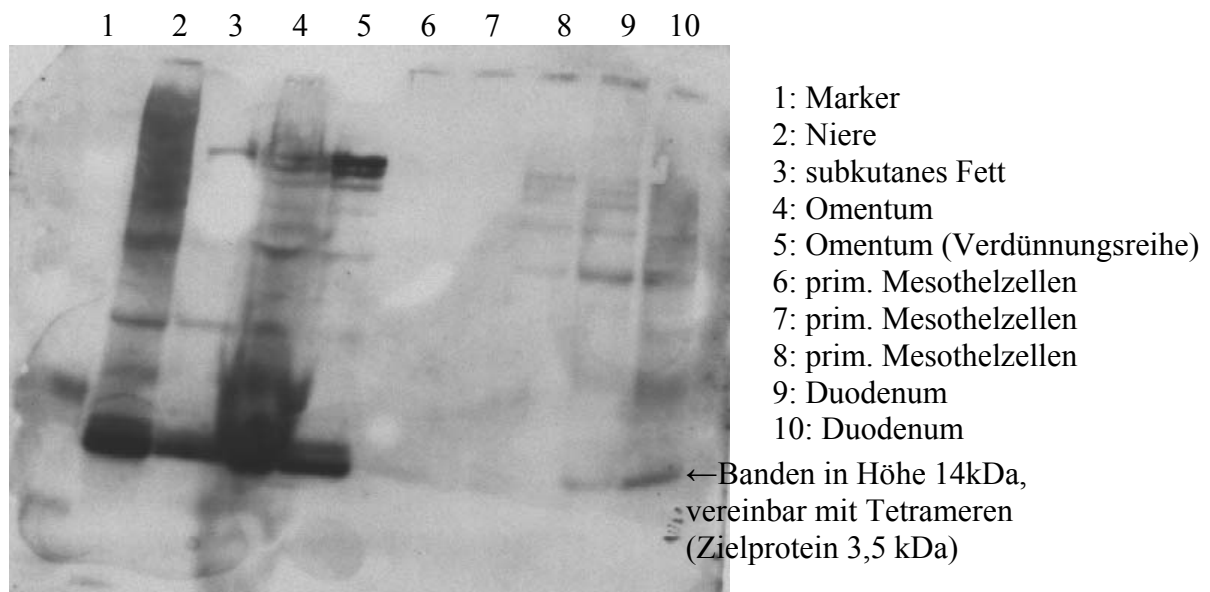 1 2 3 4 5 6 7 8 9 10
1: Marker
2: Niere
3: subkutanes Fett
4: Omentum
5: Omentum (Verdünnungsreihe)
6: prim. Mesothelzellen
7: prim. Mesothelzellen
8: prim. Mesothelzellen
9: Duodenum
10: Duodenum
←Banden in Höhe 14kDa,
vereinbar mit Tetrameren
(Zielprotein 3,5 kDa)